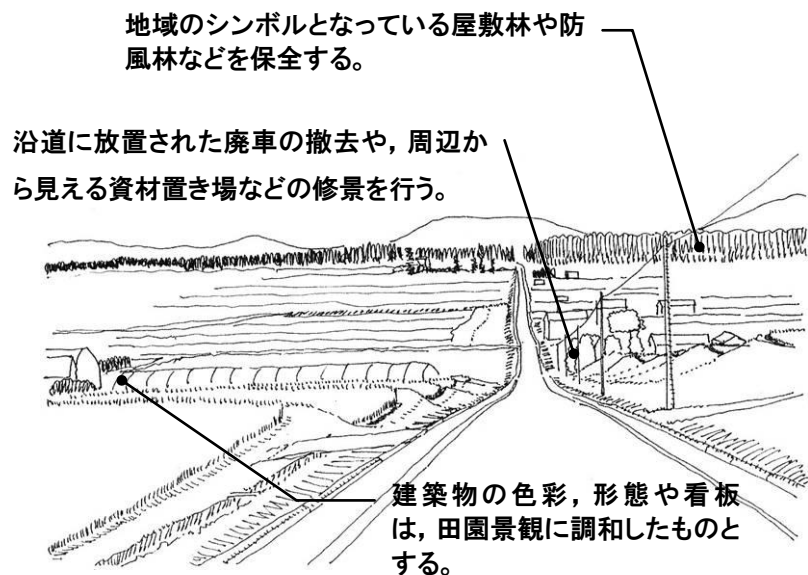 地域のシンボルとなっている屋敷林や防
風林などを保全する。
沿道に放置された廃車の撤去や，周辺か
ら見える資材置き場などの修景を行う。
建築物の色彩，形態や看板
は，田園景観に調和したものと
する。